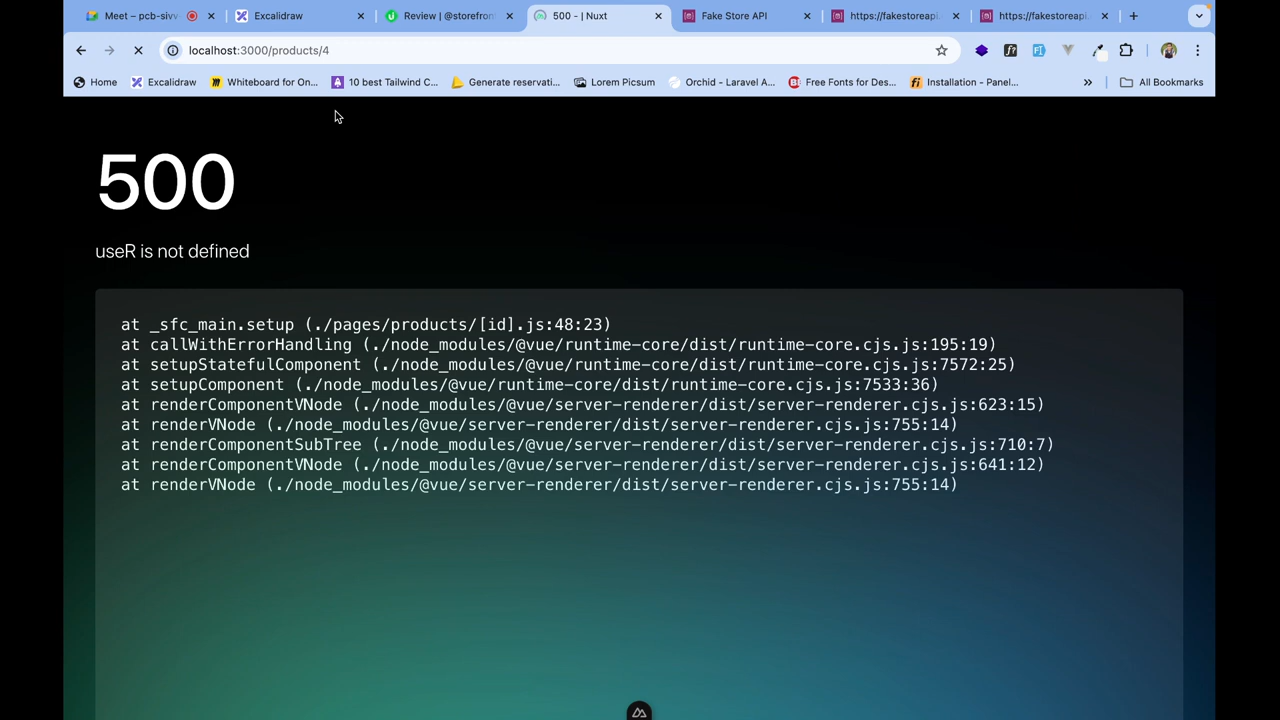 Meet – pcb-sivv
Excalidraw
Review | @storefron
500 - | Nuxt
Fake Store API
https://fakestoreapi.
https://fakestoreapi.
localhost:3000/products/4
Home
Excalidraw
Whiteboard for On...
10 best Tailwind C...
Generate reservati...
Lorem Picsum
Orchid - Laravel A...
Free Fonts for Des...
Installation - Panel...
All Bookmarks
500
useR is not defined
at _sfc_main.setup (./pages/products/[id].js:48:23)
at callWithErrorHandling (./node_modules/@vue/runtime-core/dist/runtime-core.cjs.js:195:19)
at setupStatefulComponent (./node_modules/@vue/runtime-core/dist/runtime-core.cjs.js:7572:25)
at setupComponent (./node_modules/@vue/runtime-core/dist/runtime-core.cjs.js:7533:36)
at renderComponentVNode (./node_modules/@vue/server-renderer/dist/server-renderer.cjs.js:623:15)
at renderVNode (./node_modules/@vue/server-renderer/dist/server-renderer.cjs.js:755:14)
at renderComponentSubTree (./node_modules/@vue/server-renderer/dist/server-renderer.cjs.js:710:7)
at renderComponentVNode (./node_modules/@vue/server-renderer/dist/server-renderer.cjs.js:641:12)
at renderVNode (./node_modules/@vue/server-renderer/dist/server-renderer.cjs.js:755:14)